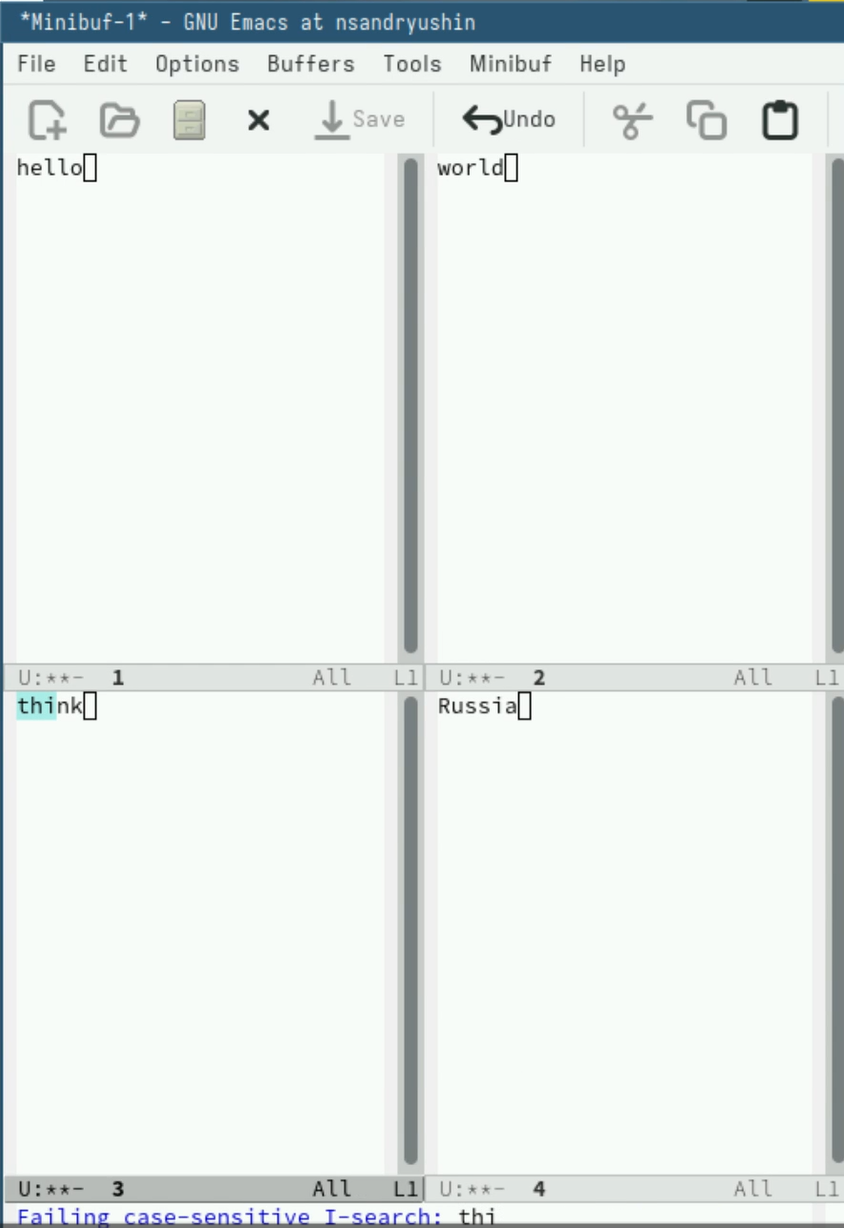 *Minibuf-1* - GNU Emacs at nsandryushin
File Edit Options Buffers Tools Minibuf Help
Save Undo
hello
world
U:**- 1 All L1
U:**- 2 All L1
think
Russia
U:**- 3 All L1
U:**- 4 All L1
Failing case-sensitive I-search: thi